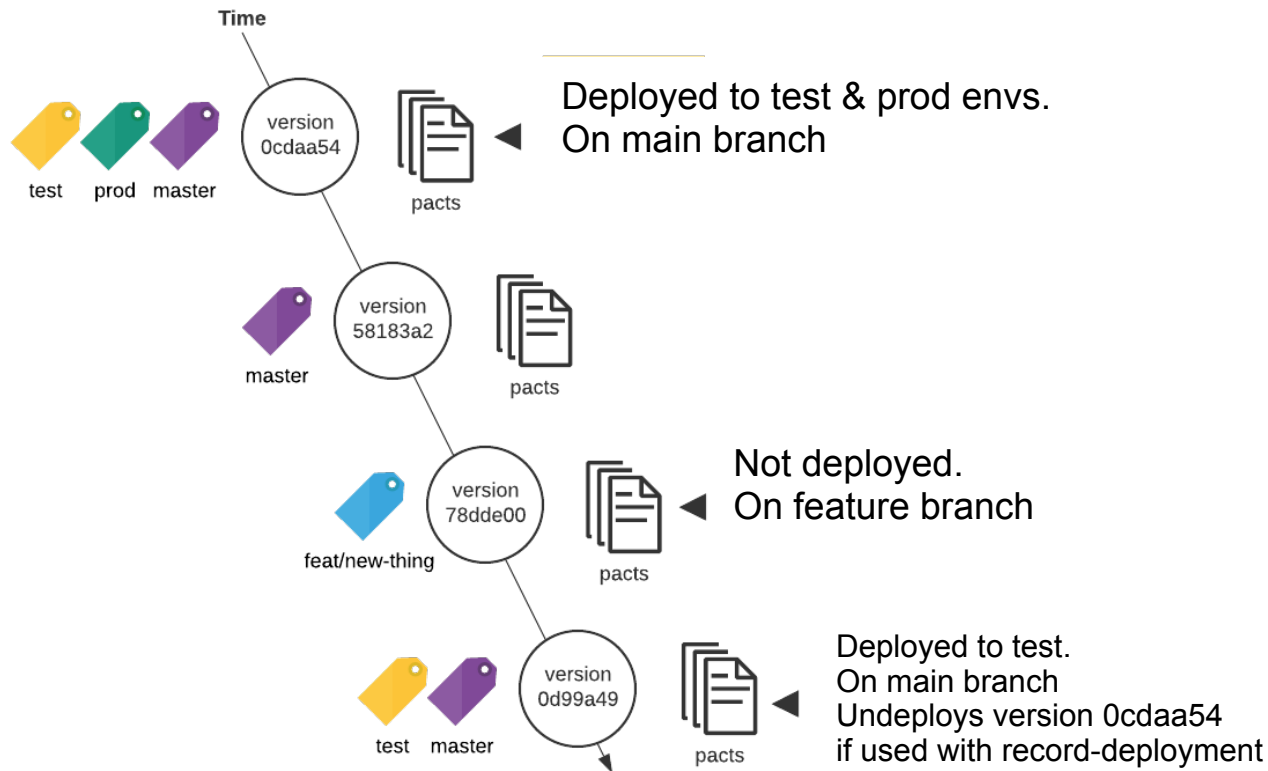 Time
Deployed to test & prod envs.
On main branch
version
0cdaa54
test
prod
master
pacts
version
58183a2
master
pacts
Not deployed.
On feature branch
version
78dde00
feat/new-thing
pacts
Deployed to test.
On main branch
Undeploys version 0cdaa54
if used with record-deployment
version
0d99a49
test
master
pacts